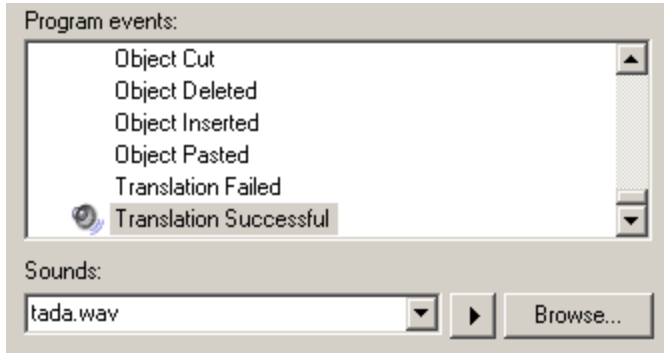 Program events:
Object Cut
Object Deleted
Object Inserted
Object Pasted
Translation Failed
Translation Successful
Sounds:
tada.wav
Browse...